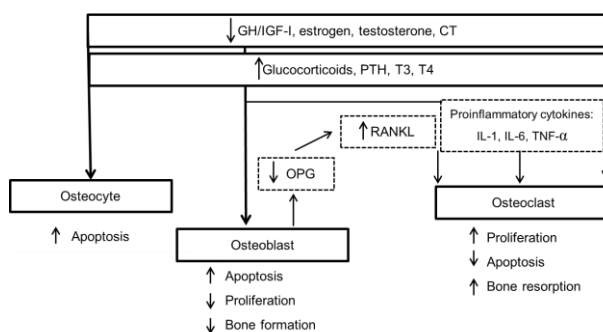 ↓ GH/IGF-I, estrogen, testosterone, CT
↑ Glucocorticoids, PTH, T3, T4
Proinflammatory cytokines:
IL-1, IL-6, TNF-α
↑ RANKL
↓ OPG
Osteocyte
↑ Apoptosis
Osteoblast
↑ Apoptosis
↓ Proliferation
↓ Bone formation
Osteoclast
↑ Proliferation
↓ Apoptosis
↑ Bone resorption